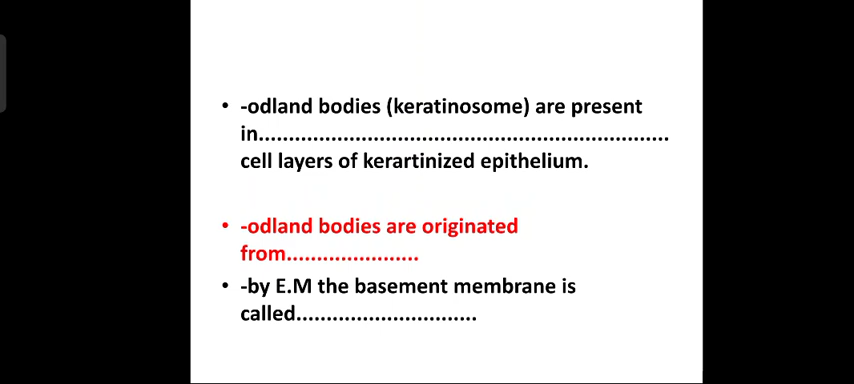 • -odland bodies (keratinosome) are present
in.....................................................................
cell layers of kerartinized epithelium.
• -odland bodies are originated
from......................
• -by E.M the basement membrane is
called..............................